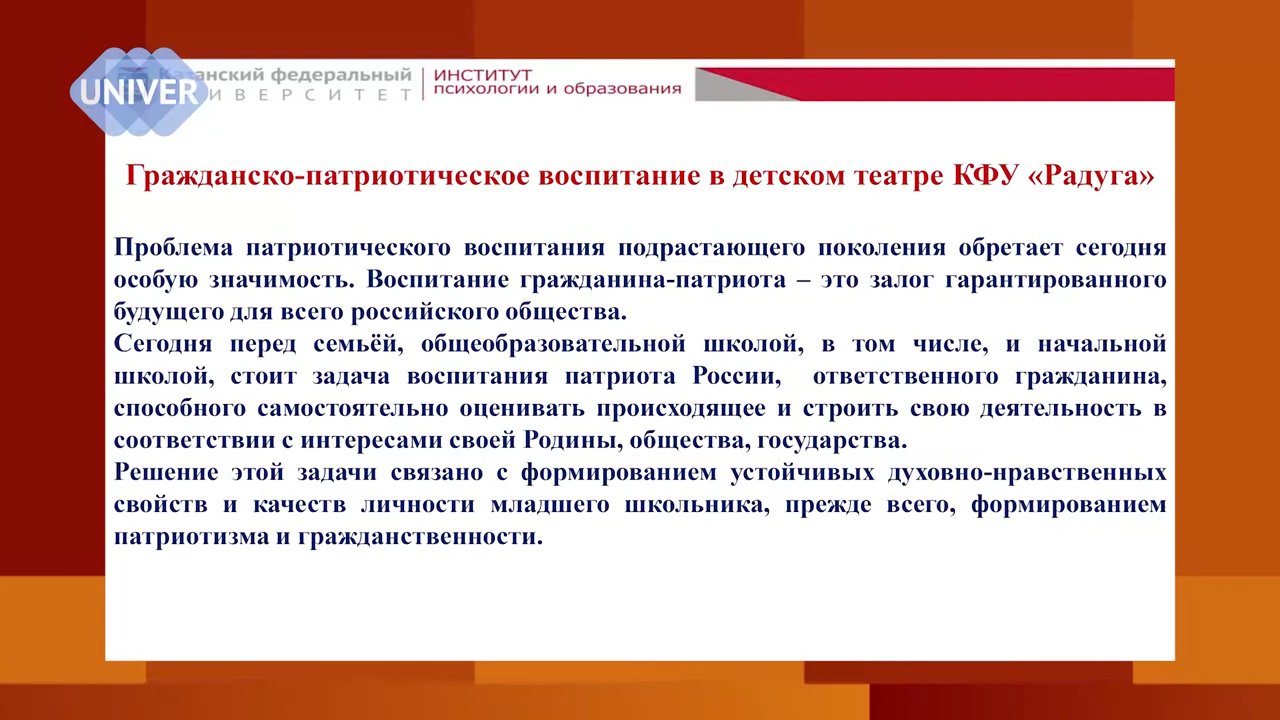 UNIVER
Казанский федеральный
УНИВЕРСИТЕТ
ИНСТИТУТ
психологии и образования
Гражданско-патриотическое воспитание в детском театре КФУ «Радуга»
Проблема патриотического воспитания подрастающего поколения обретает сегодня
особую значимость. Воспитание гражданина-патриота – это залог гарантированного
будущего для всего российского общества.
Сегодня перед семьёй, общеобразовательной школой, в том числе, и начальной
школой, стоит задача воспитания патриота России, ответственного гражданина,
способного самостоятельно оценивать происходящее и строить свою деятельность в
соответствии с интересами своей Родины, общества, государства.
Решение этой задачи связано с формированием устойчивых духовно-нравственных
свойств и качеств личности младшего школьника, прежде всего, формированием
патриотизма и гражданственности.